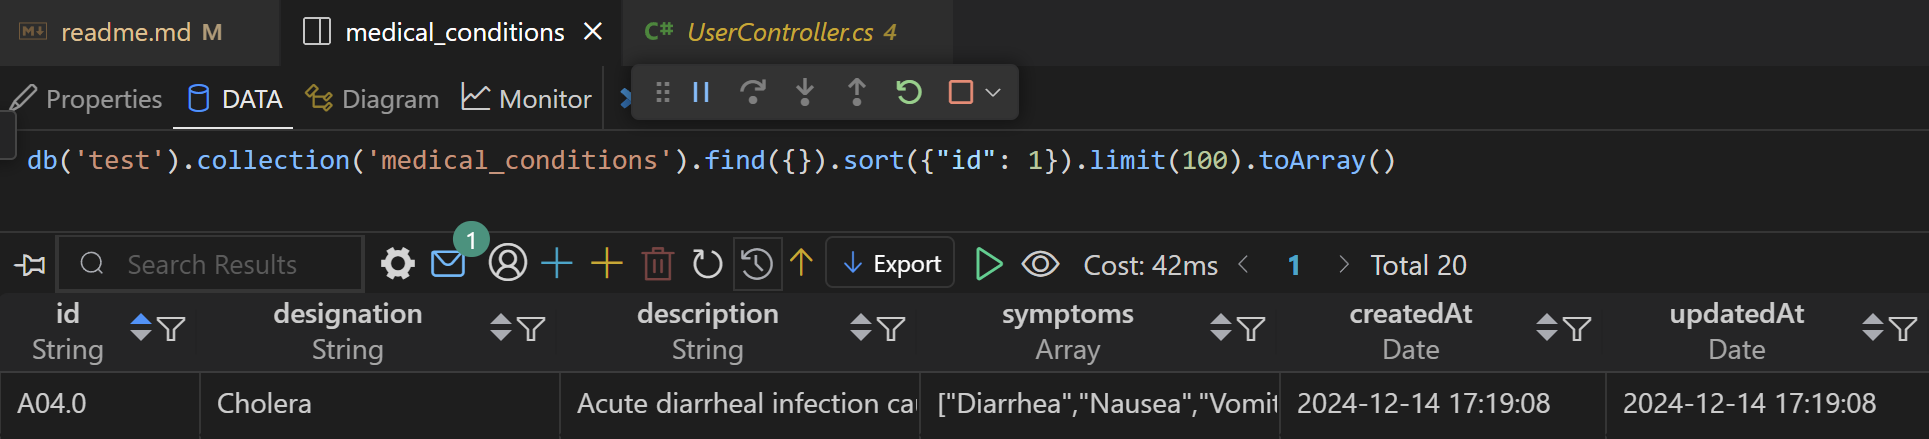 readme.md M medical_conditions UserController.cs 4
Properties DATA Diagram Monitor
db('test').collection('medical_conditions').find({}).sort({"id": 1}).limit(100).toArray()
1
Search Results Export Cost: 42ms 1 Total 20
id designation description symptoms createdAt updatedAt
String String String Array Date Date
A04.0 Cholera Acute diarrheal infection cau ["Diarrhea","Nausea","Vomit 2024-12-14 17:19:08 2024-12-14 17:19:08